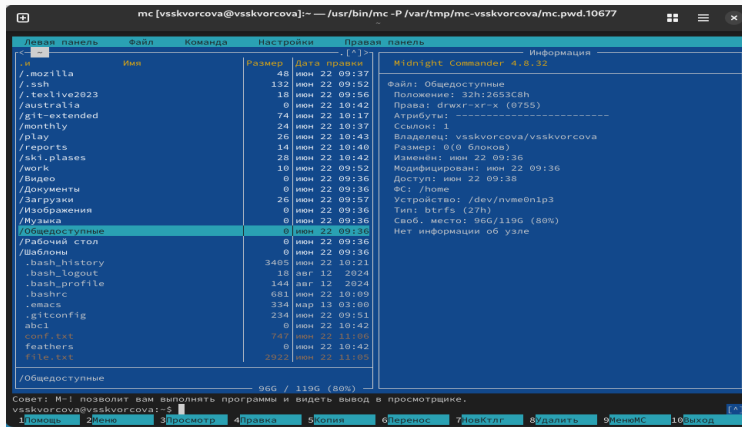 mc [vsskvorcova@vsskvorcova]:~ — /usr/bin/mc -P /var/tmp/mc-vsskvorcova/mc.pwd.10677
~
Левая панель Файл Команда Настройки Правая панель
<- ~ .[^]>
.и Имя Размер Дата правки
/.mozilla 48 июн 22 09:37
/.ssh 132 июн 22 09:52
/.texlive2023 18 июн 22 09:56
/australia 0 июн 22 10:42
/git-extended 74 июн 22 10:17
/monthly 24 июн 22 10:37
/play 26 июн 22 10:43
/reports 14 июн 22 10:40
/ski.plases 28 июн 22 10:42
/work 10 июн 22 09:52
/Видео 0 июн 22 09:36
/Документы 0 июн 22 09:36
/Загрузки 26 июн 22 09:57
/Изображения 0 июн 22 09:36
/Музыка 0 июн 22 09:36
/Общедоступные 0 июн 22 09:36
/Рабочий стол 0 июн 22 09:36
/Шаблоны 0 июн 22 09:36
.bash_history 3405 июн 22 10:21
.bash_logout 18 авг 12 2024
.bash_profile 144 авг 12 2024
.bashrc 681 июн 22 10:09
.emacs 334 мар 13 03:00
.gitconfig 234 июн 22 09:51
abc1 0 июн 22 10:42
conf.txt 747 июн 22 11:06
feathers 0 июн 22 10:42
file.txt 2922 июн 22 11:05
/Общедоступные
96G / 119G (80%)
Информация
Midnight Commander 4.8.32
Файл: Общедоступные
Положение: 32h:2653C8h
Права: drwxr-xr-x (0755)
Атрибуты: -------------------------
Ссылок: 1
Владелец: vsskvorcova/vsskvorcova
Размер: 0(0 блоков)
Изменён: июн 22 09:36
Модифицирован: июн 22 09:36
Доступ: июн 22 09:38
ФС: /home
Устройство: /dev/nvme0n1p3
Тип: btrfs (27h)
Своб. место: 96G/119G (80%)
Нет информации об узле
Совет: M-! позволит вам выполнять программы и видеть вывод в просмотрщике.
vsskvorcova@vsskvorcova:~$ [^]
1Помощь 2Меню 3Просмотр 4Правка 5Копия 6Перенос 7НовКтлг 8Удалить 9МенюMC 10Выход